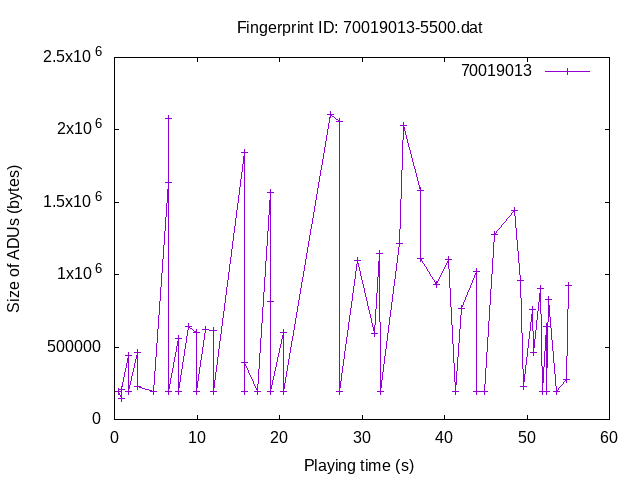 Fingerprint ID: 70019013-5500.dat
2.5x10 6
70019013
2x10 6
1.5x10 6
1x10 6
500000
0
Size of ADUs (bytes)
0 10 20 30 40 50 60
Playing time (s)